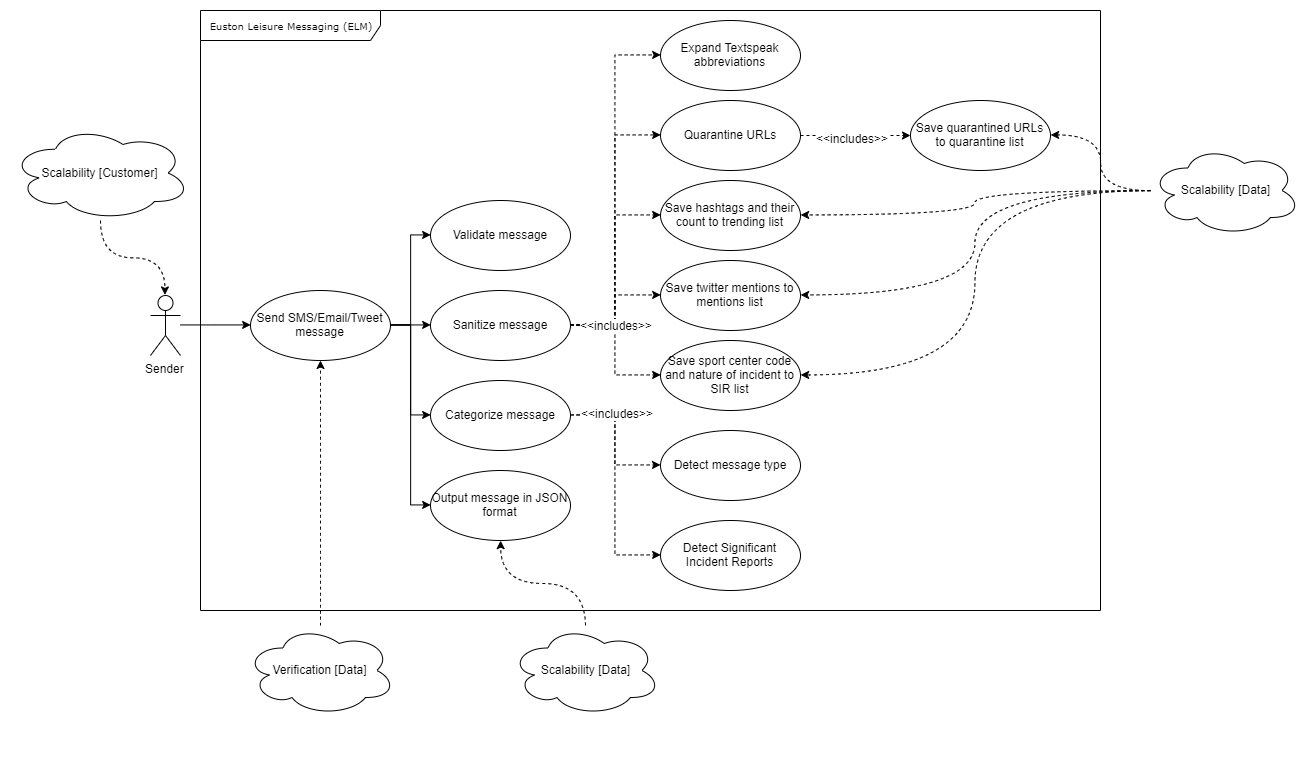 Euston Leisure Messaging (ELM)
Expand Textspeak
abbreviations
Quarantine URLs
<<includes>>
Save quarantined URLs
to quarantine list
Scalability [Customer]
Scalability [Data]
Save hashtags and their
count to trending list
Validate message
Save twitter mentions to
mentions list
Send SMS/Email/Tweet
message
Sanitize message
<<includes>>
Sender
Save sport center code
and nature of incident to
SIR list
Categorize message
<<includes>>
Detect message type
Output message in JSON
format
Detect Significant
Incident Reports
Verification [Data]
Scalability [Data]